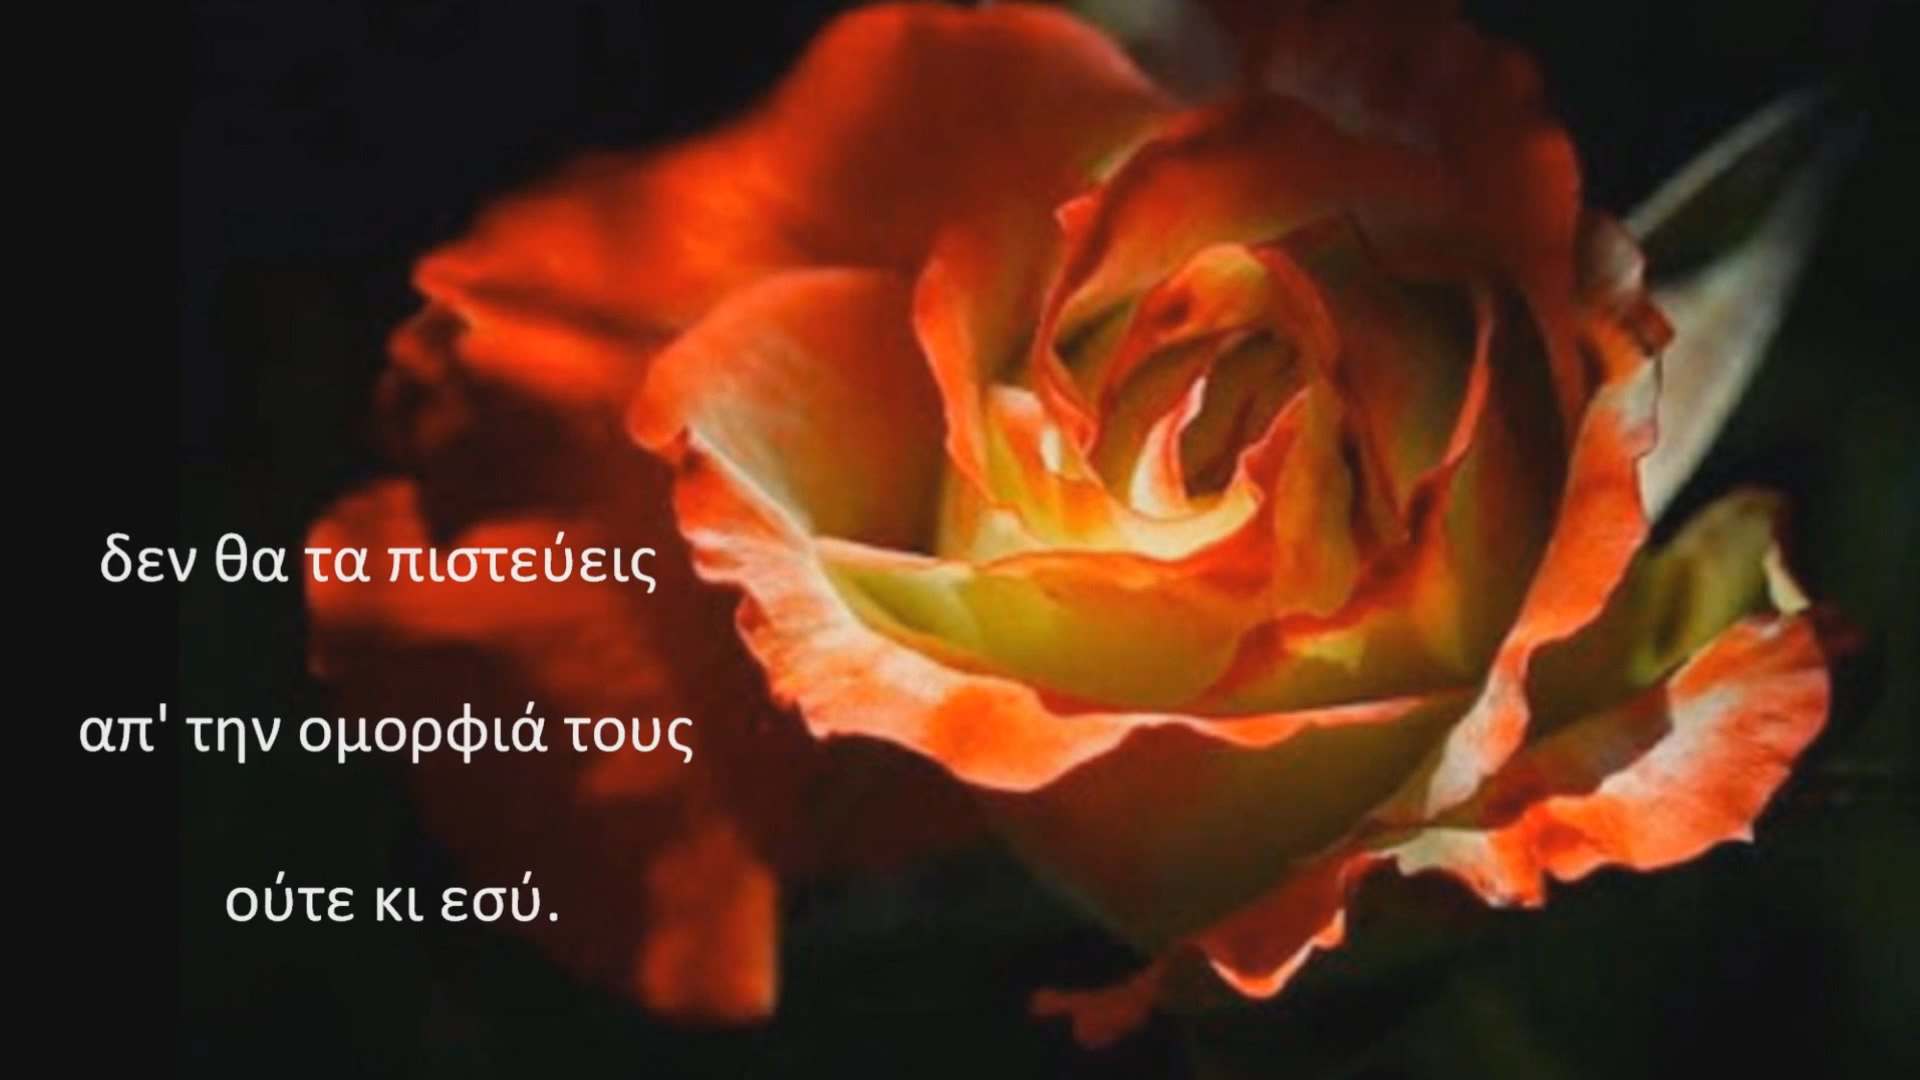 δεν θα τα πιστεύεις
απ' την ομορφιά τους
ούτε κι εσύ.